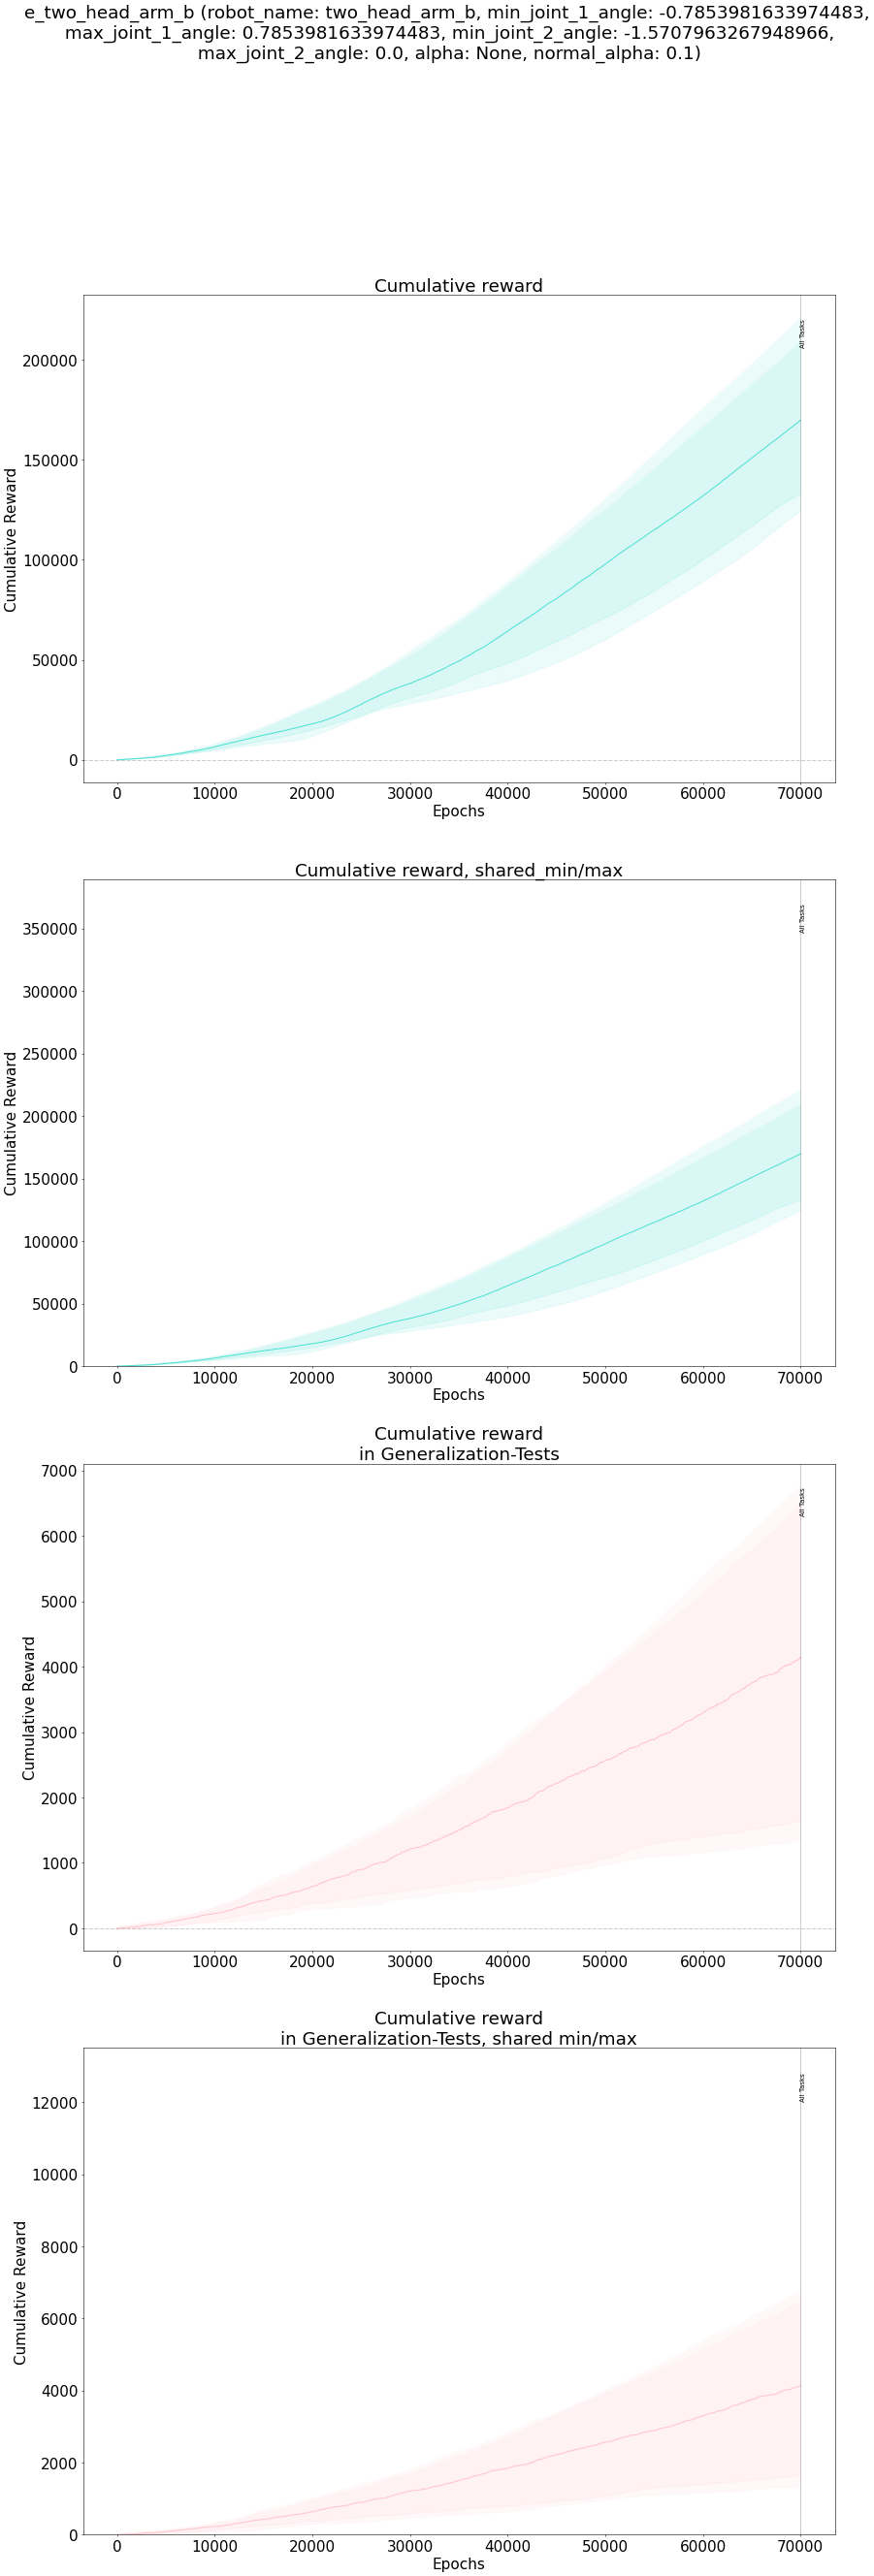 e_two_head_arm_b (robot_name: two_head_arm_b, min_joint_1_angle: -0.7853981633974483,
max_joint_1_angle: 0.7853981633974483, min_joint_2_angle: -1.5707963267948966,
max_joint_2_angle: 0.0, alpha: None, normal_alpha: 0.1)
Cumulative reward
All Tasks
200000
150000
100000
50000
0
Cumulative Reward
0 10000 20000 30000 40000 50000 60000 70000
Epochs
Cumulative reward, shared_min/max
All Tasks
350000
300000
250000
200000
150000
100000
50000
0
Cumulative Reward
0 10000 20000 30000 40000 50000 60000 70000
Epochs
Cumulative reward
in Generalization-Tests
All Tasks
7000
6000
5000
4000
3000
2000
1000
0
Cumulative Reward
0 10000 20000 30000 40000 50000 60000 70000
Epochs
Cumulative reward
in Generalization-Tests, shared min/max
All Tasks
12000
10000
8000
6000
4000
2000
0
Cumulative Reward
0 10000 20000 30000 40000 50000 60000 70000
Epochs